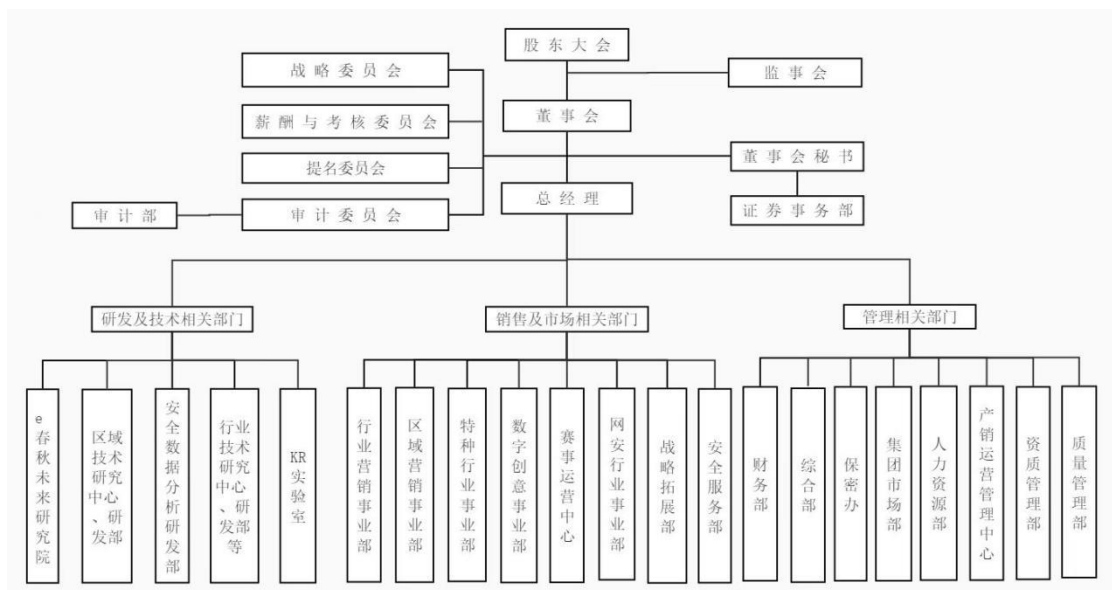 股东大会
战略委员会
监事会
薪酬与考核委员会
董事会
提名委员会
董事会秘书
总经理
审计部
审计委员会
证券事务部
研发及技术相关部门
销售及市场相关部门
管理相关部门
e春秋未来研究院
区域技术研究中心、研发部
安全数据分析研发部
行业技术研究中心、研发部等
KR实验室
行业营销事业部
区域营销事业部
特种行业事业部
数字创意事业部
赛事运营中心
网安行业事业部
战略拓展部
安全服务部
财务部
综合部
保密办
集团市场部
人力资源部
产销运营管理中心
资质管理部
质量管理部